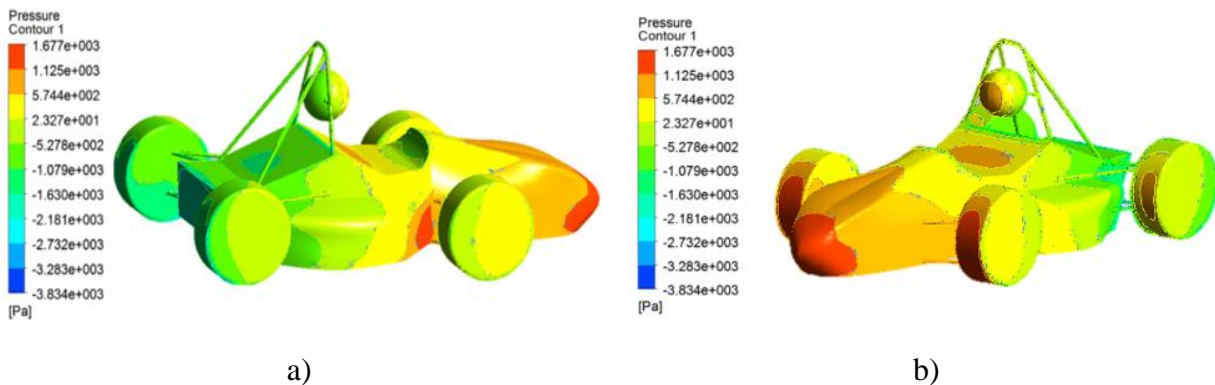 Pressure
Contour 1
1.677e+003
1.125e+003
5.744e+002
2.327e+001
-5.278e+002
-1.079e+003
-1.630e+003
-2.181e+003
-2.732e+003
-3.283e+003
-3.834e+003
[Pa]
a)
Pressure
Contour 1
1.677e+003
1.125e+003
5.744e+002
2.327e+001
-5.278e+002
-1.079e+003
-1.630e+003
-2.181e+003
-2.732e+003
-3.283e+003
-3.834e+003
[Pa]
b)